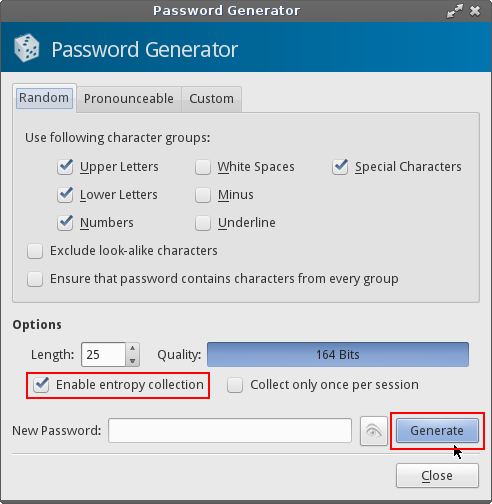 Password Generator
Password Generator
Random Pronounceable Custom
Use following character groups:
Upper Letters White Spaces Special Characters
Lower Letters Minus
Numbers Underline
Exclude look-alike characters
Ensure that password contains characters from every group
Options
Length: 25 Quality: 164 Bits
Enable entropy collection Collect only once per session
New Password: Generate
Close